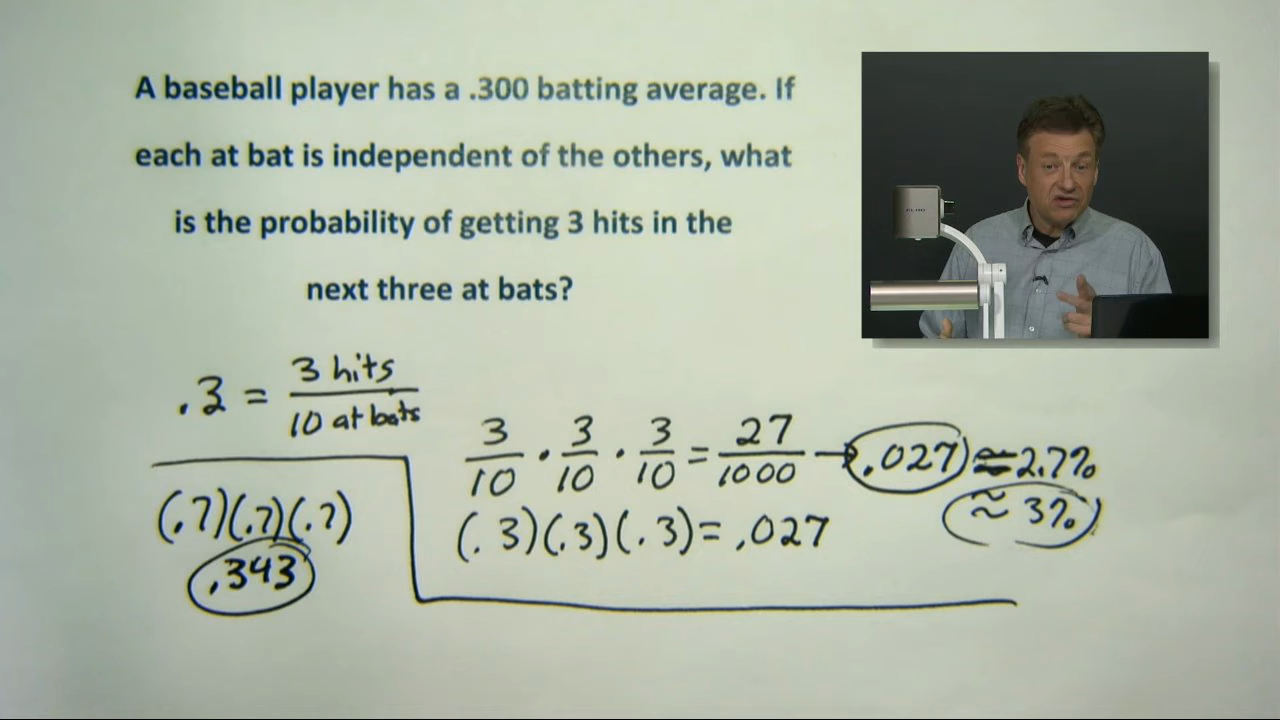 A baseball player has a .300 batting average. If
each at bat is independent of the others, what
is the probability of getting 3 hits in the
next three at bats?
.3 = 3 hits / 10 at bats
3/10 · 3/10 · 3/10 = 27/1000 → .027 = 2.7%
≈ 3%
(.3)(.3)(.3) = .027
(.7)(.7)(.7)
.343